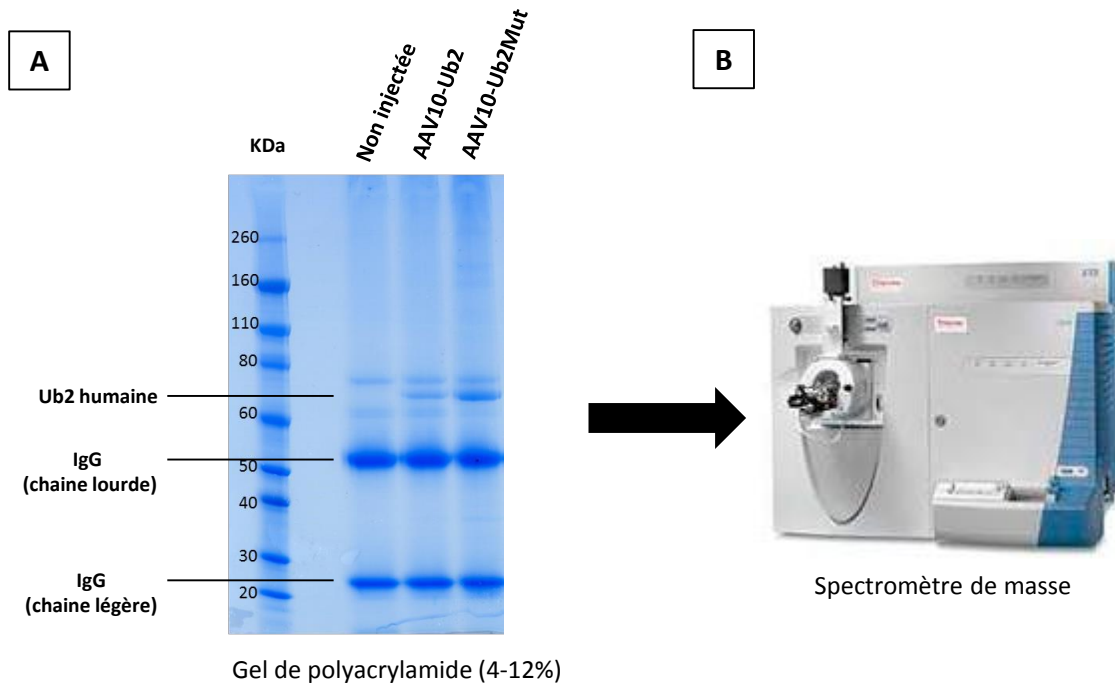 A
B
Non injectée
AAV10-Ub2
AAV10-Ub2Mut
KDa
260
160
110
80
Ub2 humaine
60
IgG
(chaine lourde)
50
40
30
IgG
(chaine légère)
20
Spectromètre de masse
Gel de polyacrylamide (4-12%)